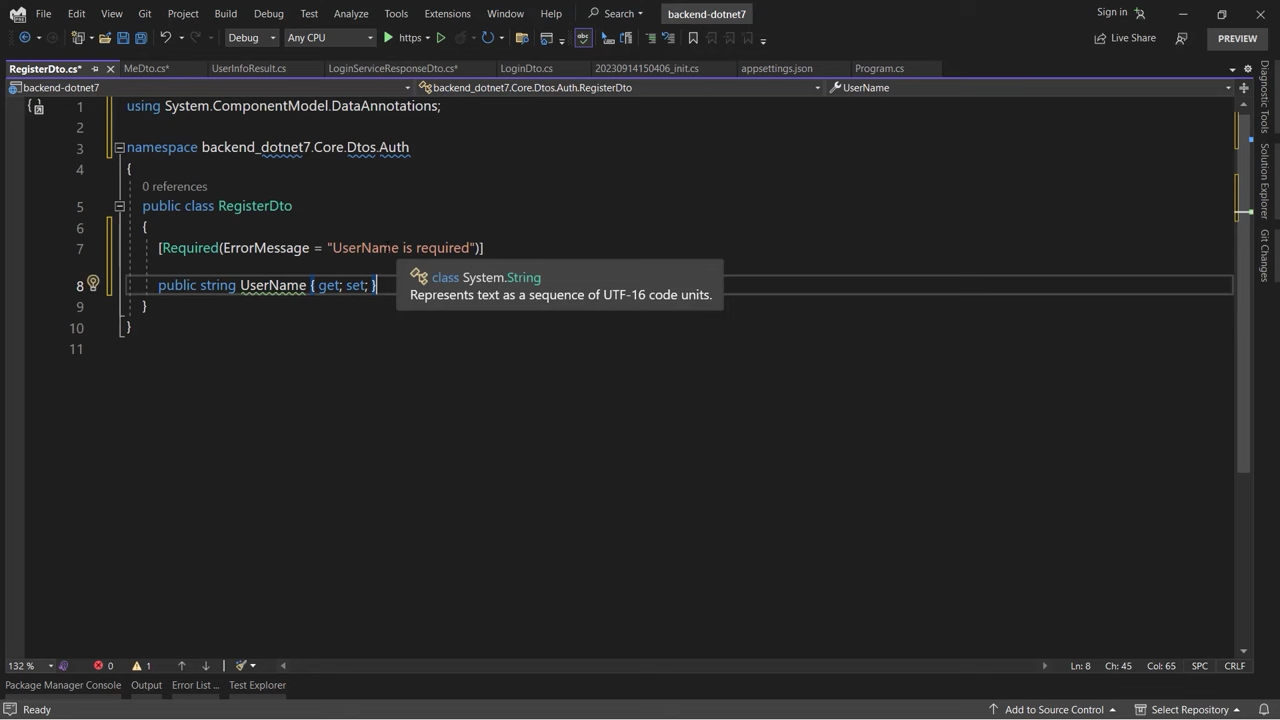 File Edit View Git Project Build Debug Test Analyze Tools Extensions Window Help Search backend-dotnet7 Sign in
Debug Any CPU https Live Share PREVIEW
RegisterDto.cs* MeDto.cs* UserInfoResult.cs LoginServiceResponseDto.cs* LoginDto.cs 20230914150406_init.cs appsettings.json Program.cs
backend-dotnet7 backend_dotnet7.Core.Dtos.Auth.RegisterDto UserName
1 using System.ComponentModel.DataAnnotations;
2
3 namespace backend_dotnet7.Core.Dtos.Auth
4 {
0 references
5 public class RegisterDto
6 {
7 [Required(ErrorMessage = "UserName is required")]
class System.String
8 public string UserName { get; set; }
Represents text as a sequence of UTF-16 code units.
9 }
10 }
11
Diagnostic Tools
Solution Explorer
Git Changes
132 % 0 1 Ln: 8 Ch: 45 Col: 65 SPC CRLF
Package Manager Console Output Error List ... Test Explorer
Ready Add to Source Control Select Repository